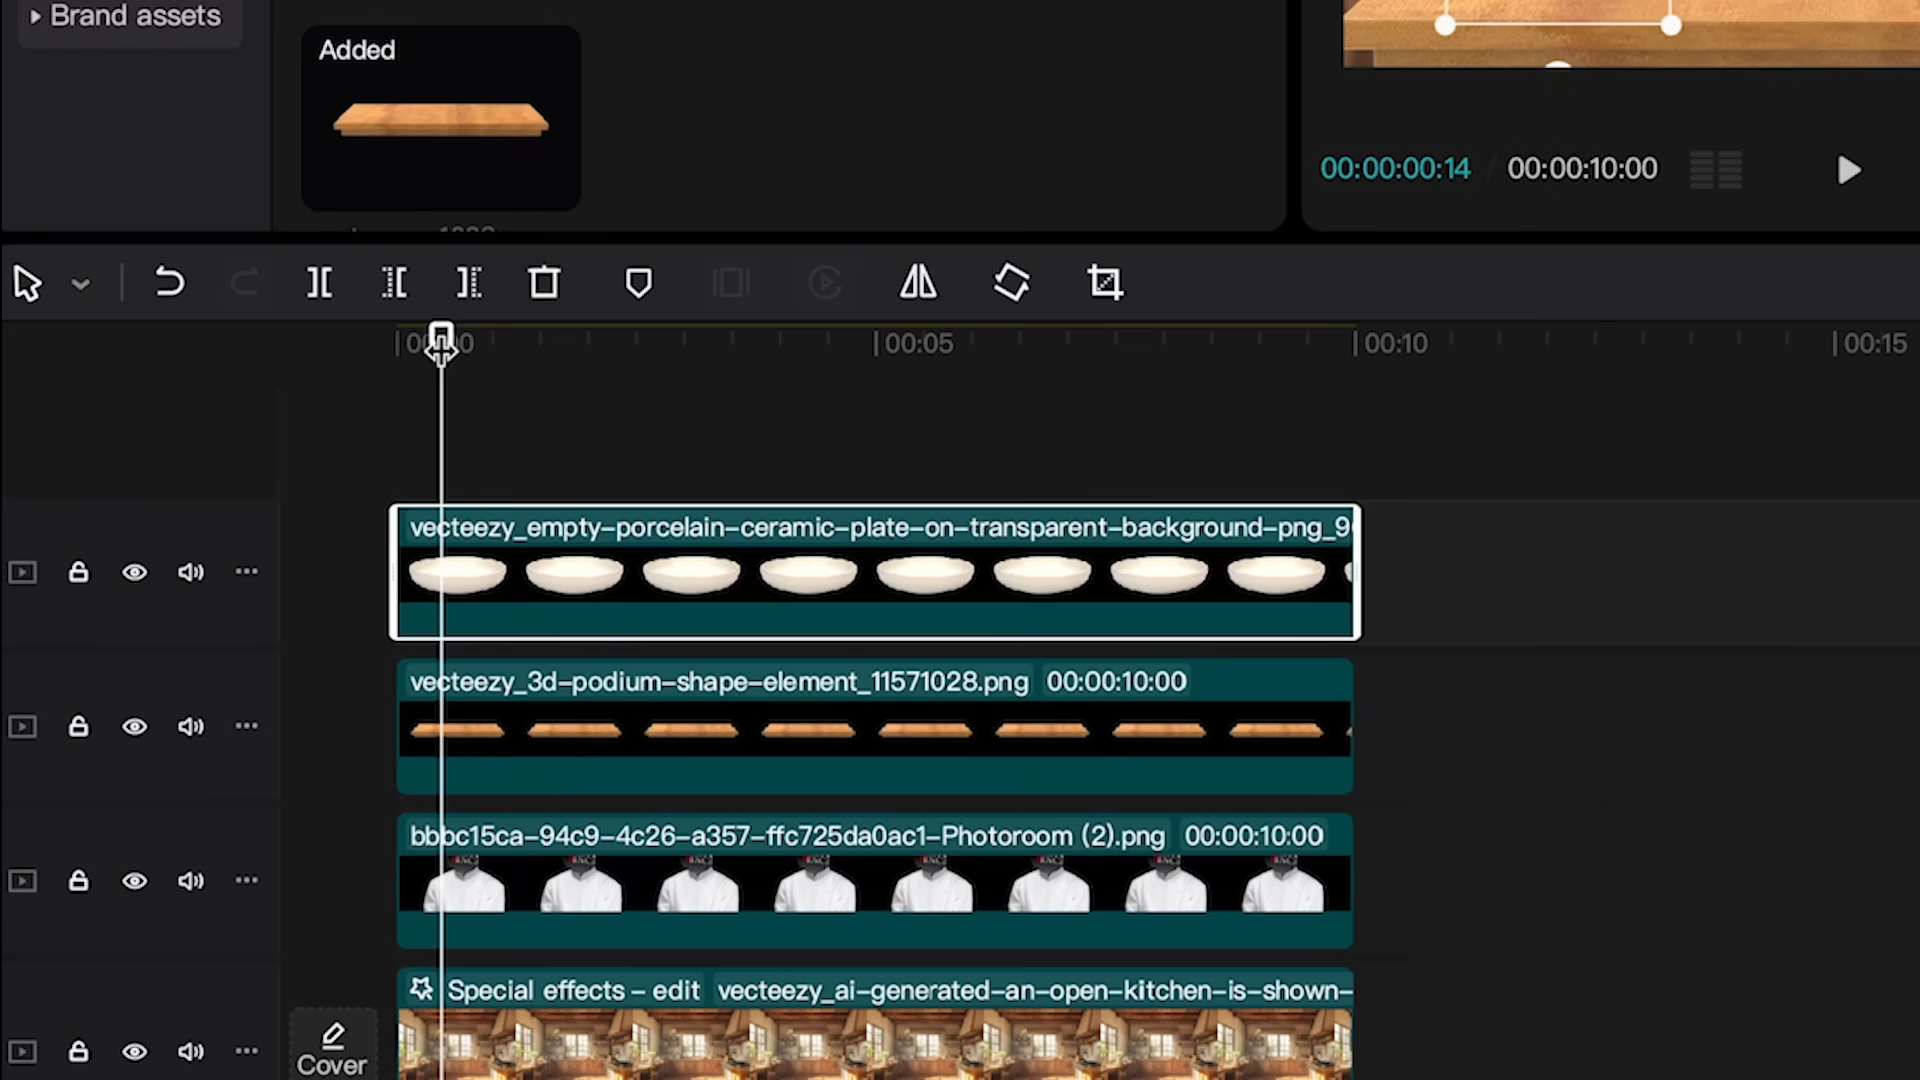 Brand assets
Added
00:00:00:14 / 00:00:10:00
00:00
00:05
00:10
00:15
vecteezy_empty-porcelain-ceramic-plate-on-transparent-background-png_9
vecteezy_3d-podium-shape-element_11571028.png 00:00:10:00
bbbc15ca-94c9-4c26-a357-ffc725da0ac1-Photoroom (2).png 00:00:10:00
Special effects – edit vecteezy_ai-generated-an-open-kitchen-is-shown-
Cover